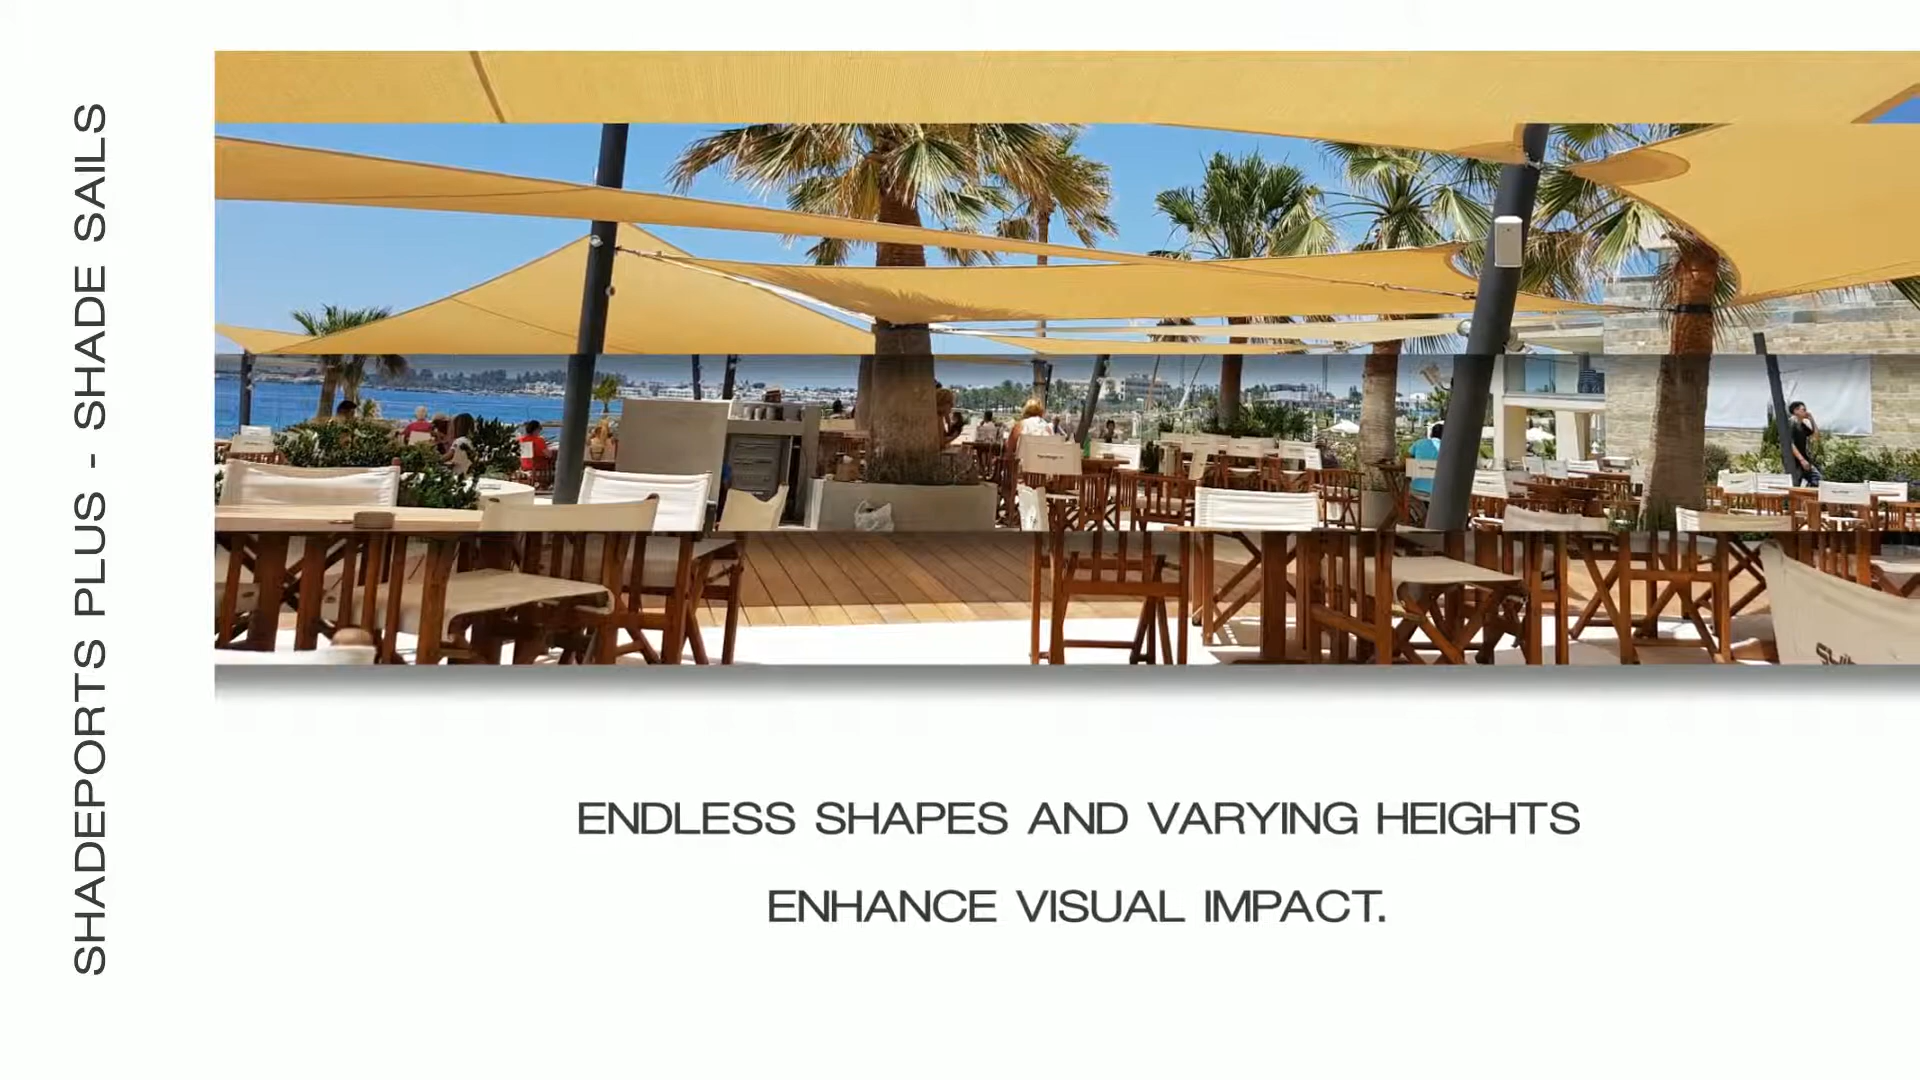 SHADEPORTS PLUS - SHADE SAILS
ENDLESS SHAPES AND VARYING HEIGHTS
ENHANCE VISUAL IMPACT.